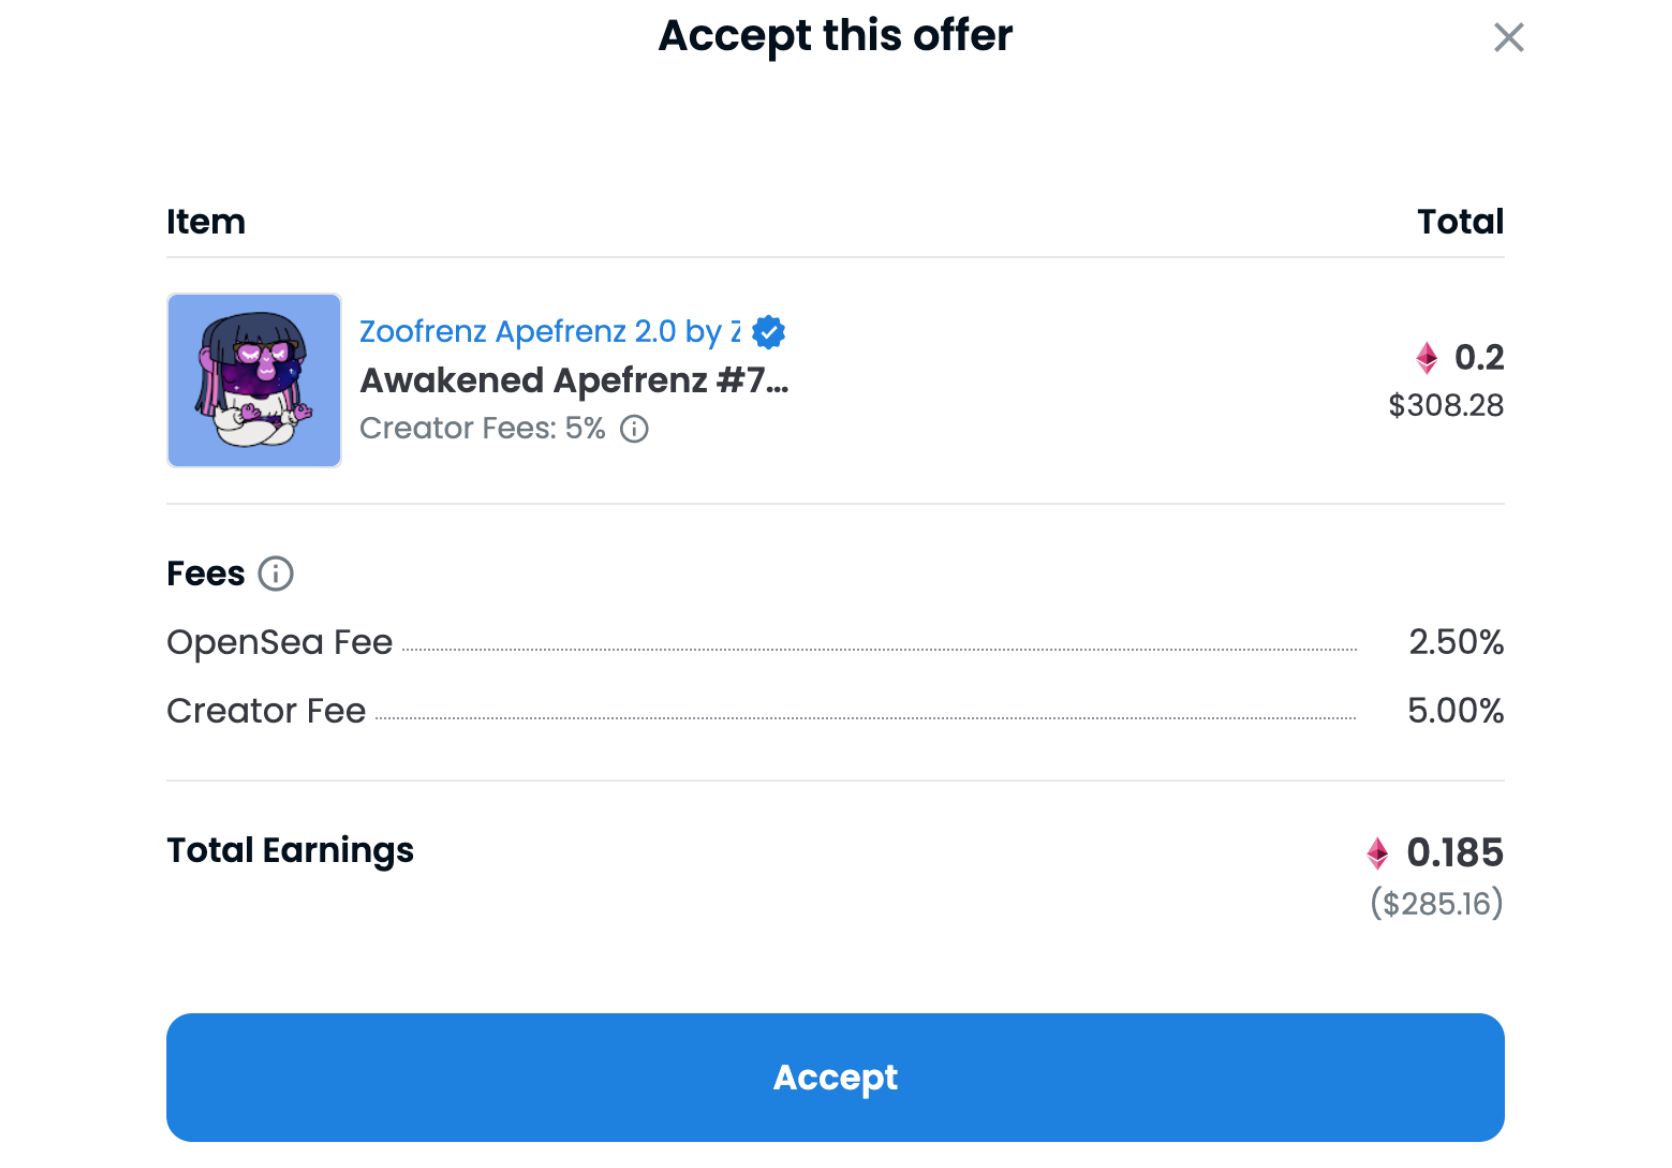 Accept this offer
Item Total
Zoofrenz Apefrenz 2.0 by Z
Awakened Apefrenz #7...
Creator Fees: 5%
0.2
$308.28
Fees
OpenSea Fee 2.50%
Creator Fee 5.00%
Total Earnings 0.185
($285.16)
Accept